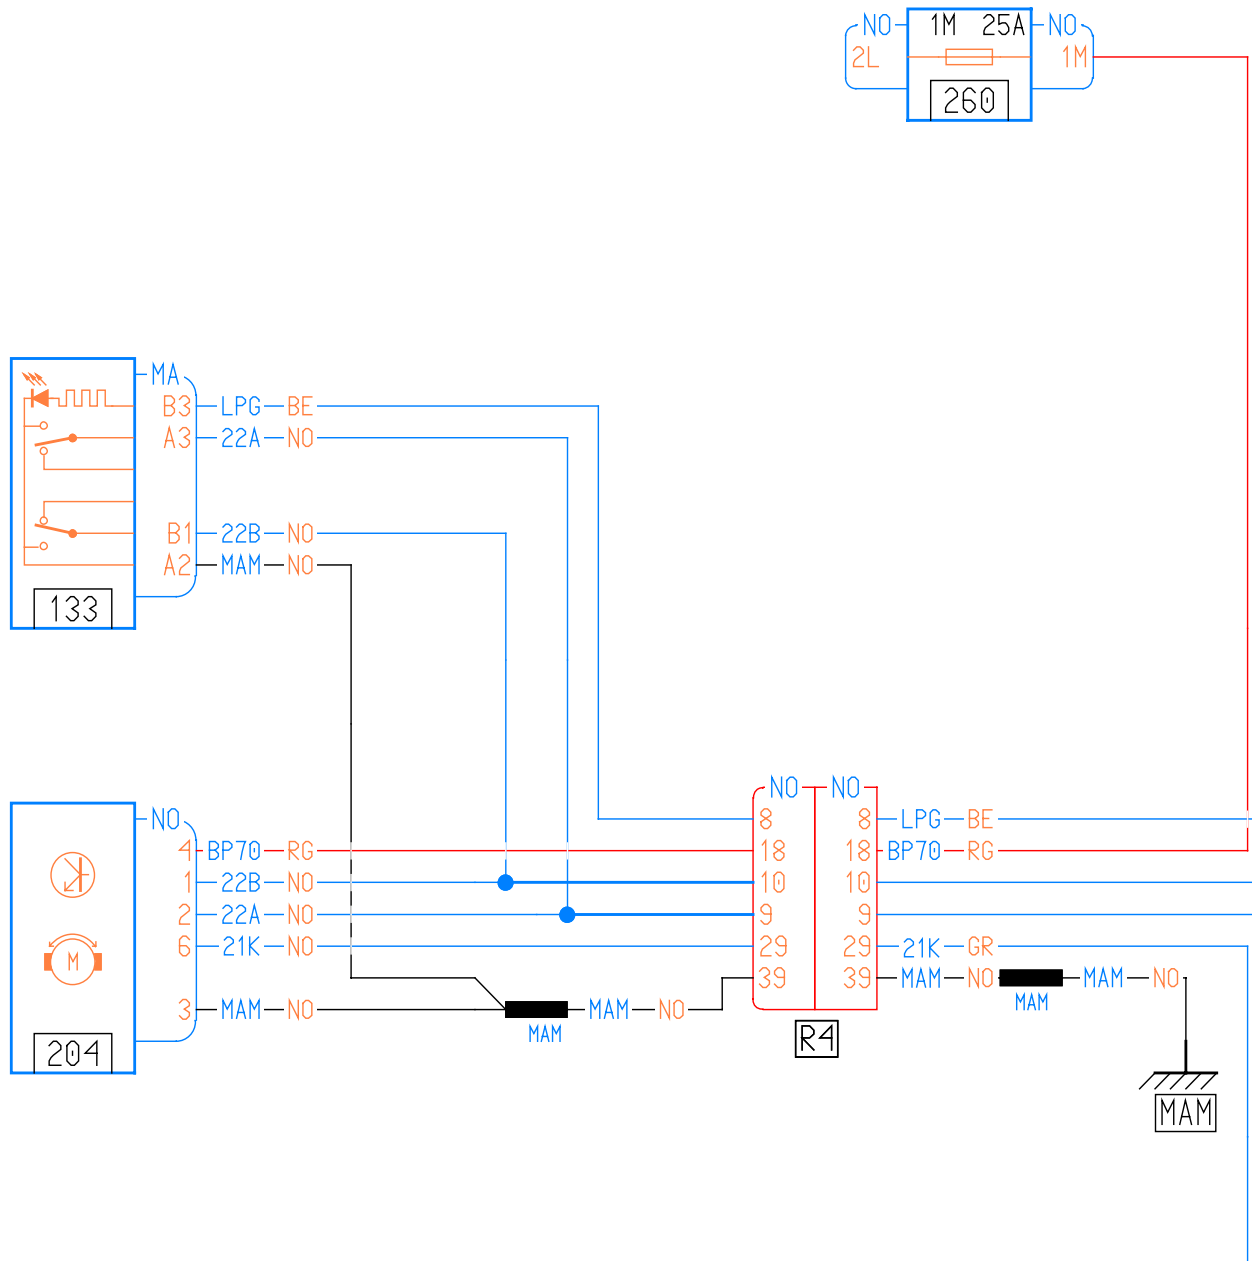 NO 1M 25A NO
2L 1M
260
MA
B3 LPG BE
A3 22A NO
B1 22B NO
A2 MAM NO
133
NO NO
NO 8 8 LPG BE
4 BP70 RG 18 18 BP70 RG
1 22B NO 10 10
2 22A NO 9 9
6 21K NO 29 29 21K GR
M
39 39 MAM NO MAM NO
MAM
3 MAM NO MAM NO
MAM
R4
204
MAM